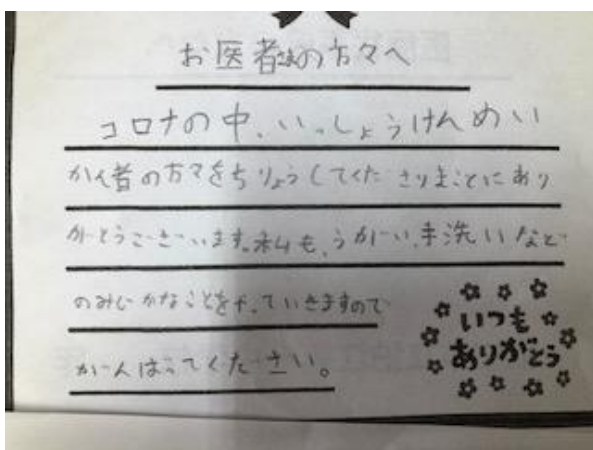 お医者さまの方々へ
コロナの中、いっしょうけんめい
かん者の方々をちりょうしてくださりまことにあり
がとうございます。私も、うがい、手洗いなど
のみじかなことをやっていきますので
がんばってください。
いつも
ありがとう